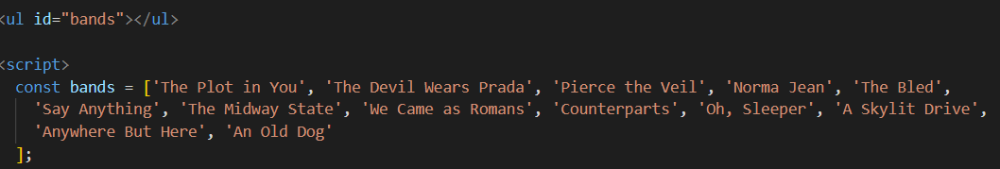 <ul id="bands"></ul>
<script>
const bands = ['The Plot in You', 'The Devil Wears Prada', 'Pierce the Veil', 'Norma Jean', 'The Bled',
'Say Anything', 'The Midway State', 'We Came as Romans', 'Counterparts', 'Oh, Sleeper', 'A Skylit Drive',
'Anywhere But Here', 'An Old Dog'
];